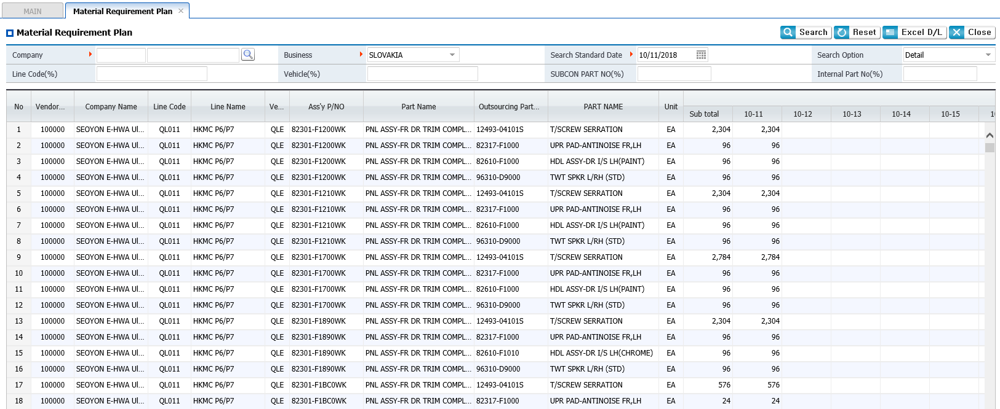 MAIN
Material Requirement Plan ×
Material Requirement Plan
Search Reset Excel D/L Close
Company Business SLOVAKIA Search Standard Date 10/11/2018 Search Option Detail
Line Code(%) Vehicle(%) SUBCON PART NO(%) Internal Part No(%)
No Vendor... Company Name Line Code Line Name Ve... Ass'y P/NO Part Name Outsourcing Part... PART NAME Unit
Sub total 10-11 10-12 10-13 10-14 10-15
1 100000 SEOYON E-HWA Ul... QL011 HKMC P6/P7 QLE 82301-F1200WK PNL ASSY-FR DR TRIM COMPL... 12493-04101S T/SCREW SERRATION EA 2,304 2,304
2 100000 SEOYON E-HWA Ul... QL011 HKMC P6/P7 QLE 82301-F1200WK PNL ASSY-FR DR TRIM COMPL... 82317-F1000 UPR PAD-ANTINOISE FR,LH EA 96 96
3 100000 SEOYON E-HWA Ul... QL011 HKMC P6/P7 QLE 82301-F1200WK PNL ASSY-FR DR TRIM COMPL... 82610-F1000 HDL ASSY-DR I/S LH(PAINT) EA 96 96
4 100000 SEOYON E-HWA Ul... QL011 HKMC P6/P7 QLE 82301-F1200WK PNL ASSY-FR DR TRIM COMPL... 96310-D9000 TWT SPKR L/RH (STD) EA 96 96
5 100000 SEOYON E-HWA Ul... QL011 HKMC P6/P7 QLE 82301-F1210WK PNL ASSY-FR DR TRIM COMPL... 12493-04101S T/SCREW SERRATION EA 2,304 2,304
6 100000 SEOYON E-HWA Ul... QL011 HKMC P6/P7 QLE 82301-F1210WK PNL ASSY-FR DR TRIM COMPL... 82317-F1000 UPR PAD-ANTINOISE FR,LH EA 96 96
7 100000 SEOYON E-HWA Ul... QL011 HKMC P6/P7 QLE 82301-F1210WK PNL ASSY-FR DR TRIM COMPL... 82610-F1000 HDL ASSY-DR I/S LH(PAINT) EA 96 96
8 100000 SEOYON E-HWA Ul... QL011 HKMC P6/P7 QLE 82301-F1210WK PNL ASSY-FR DR TRIM COMPL... 96310-D9000 TWT SPKR L/RH (STD) EA 96 96
9 100000 SEOYON E-HWA Ul... QL011 HKMC P6/P7 QLE 82301-F1700WK PNL ASSY-FR DR TRIM COMPL... 12493-04101S T/SCREW SERRATION EA 2,784 2,784
10 100000 SEOYON E-HWA Ul... QL011 HKMC P6/P7 QLE 82301-F1700WK PNL ASSY-FR DR TRIM COMPL... 82317-F1000 UPR PAD-ANTINOISE FR,LH EA 96 96
11 100000 SEOYON E-HWA Ul... QL011 HKMC P6/P7 QLE 82301-F1700WK PNL ASSY-FR DR TRIM COMPL... 82610-F1000 HDL ASSY-DR I/S LH(PAINT) EA 96 96
12 100000 SEOYON E-HWA Ul... QL011 HKMC P6/P7 QLE 82301-F1700WK PNL ASSY-FR DR TRIM COMPL... 96310-D9000 TWT SPKR L/RH (STD) EA 96 96
13 100000 SEOYON E-HWA Ul... QL011 HKMC P6/P7 QLE 82301-F1890WK PNL ASSY-FR DR TRIM COMPL... 12493-04101S T/SCREW SERRATION EA 2,304 2,304
14 100000 SEOYON E-HWA Ul... QL011 HKMC P6/P7 QLE 82301-F1890WK PNL ASSY-FR DR TRIM COMPL... 82317-F1000 UPR PAD-ANTINOISE FR,LH EA 96 96
15 100000 SEOYON E-HWA Ul... QL011 HKMC P6/P7 QLE 82301-F1890WK PNL ASSY-FR DR TRIM COMPL... 82610-F1010 HDL ASSY-DR I/S LH(CHROME) EA 96 96
16 100000 SEOYON E-HWA Ul... QL011 HKMC P6/P7 QLE 82301-F1890WK PNL ASSY-FR DR TRIM COMPL... 96310-D9000 TWT SPKR L/RH (STD) EA 96 96
17 100000 SEOYON E-HWA Ul... QL011 HKMC P6/P7 QLE 82301-F1BC0WK PNL ASSY-FR DR TRIM COMPL... 12493-04101S T/SCREW SERRATION EA 576 576
18 100000 SEOYON E-HWA Ul... QL011 HKMC P6/P7 QLE 82301-F1BC0WK PNL ASSY-FR DR TRIM COMPL... 82317-F1000 UPR PAD-ANTINOISE FR,LH EA 24 24